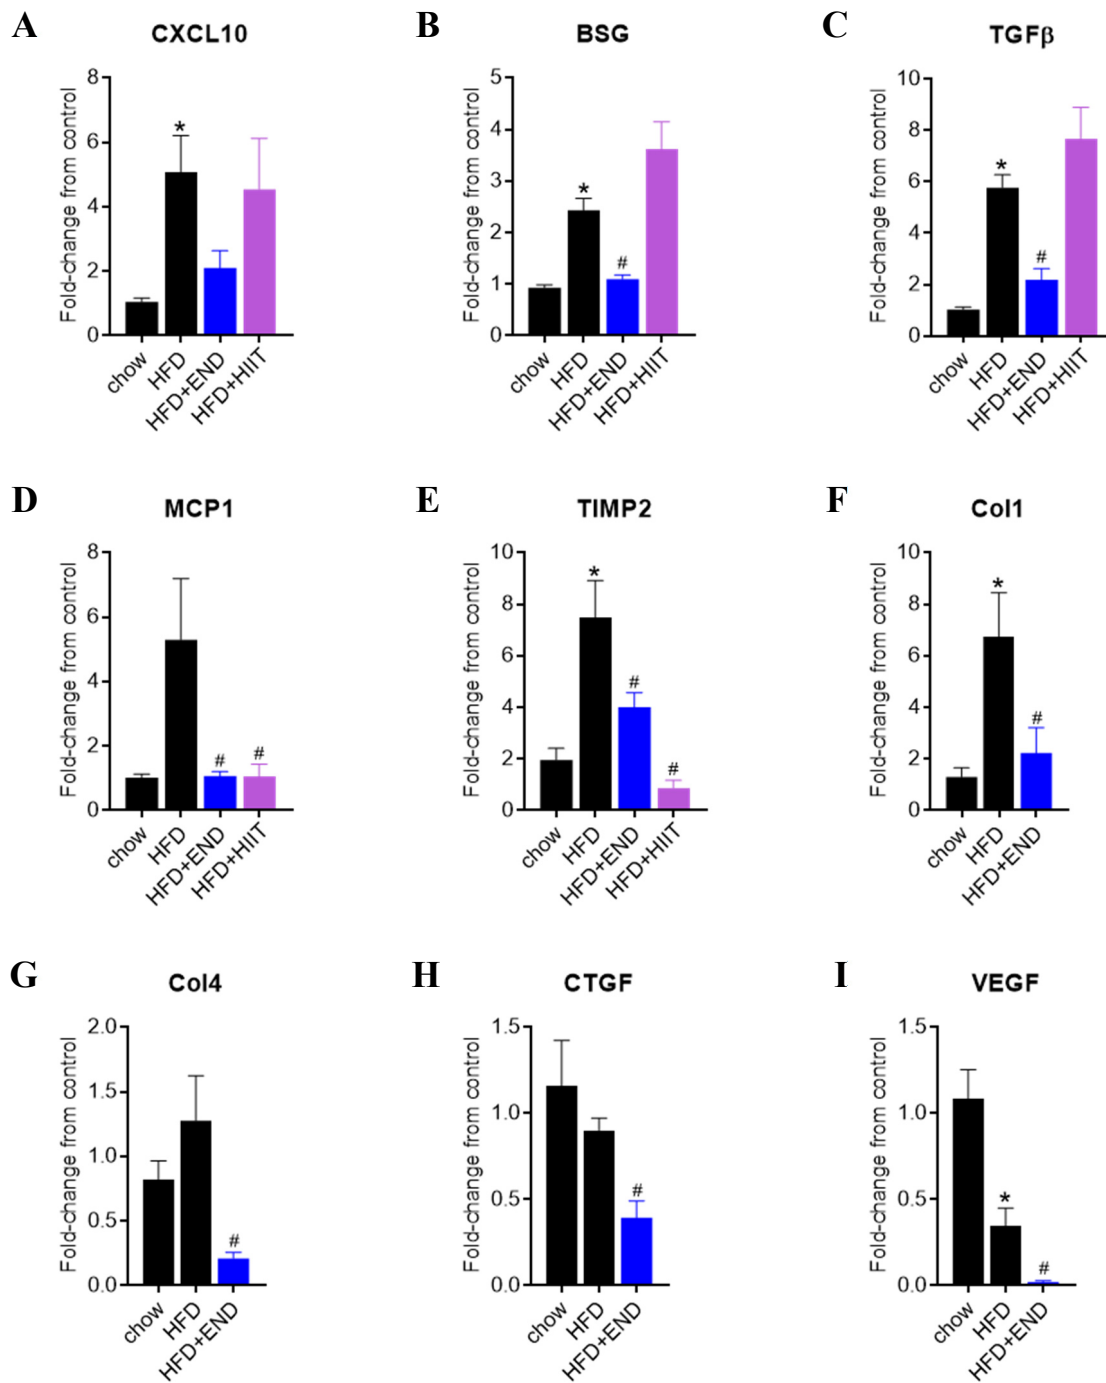 A
CXCL10
Fold-change from control
8
6
4
2
0
*
chow
HFD
HFD+END
HFD+HIIT
B
BSG
Fold-change from control
5
4
3
2
1
0
*
#
chow
HFD
HFD+END
HFD+HIIT
C
TGFβ
Fold-change from control
10
8
6
4
2
0
*
#
chow
HFD
HFD+END
HFD+HIIT
D
MCP1
Fold-change from control
8
6
4
2
0
#
#
chow
HFD
HFD+END
HFD+HIIT
E
TIMP2
Fold-change from control
10
8
6
4
2
0
*
#
#
chow
HFD
HFD+END
HFD+HIIT
F
Col1
Fold-change from control
10
8
6
4
2
0
*
#
chow
HFD
HFD+END
G
Col4
Fold-change from control
2.0
1.5
1.0
0.5
0.0
#
chow
HFD
HFD+END
H
CTGF
Fold-change from control
1.5
1.0
0.5
0.0
#
chow
HFD
HFD+END
I
VEGF
Fold-change from control
1.5
1.0
0.5
0.0
*
#
chow
HFD
HFD+END